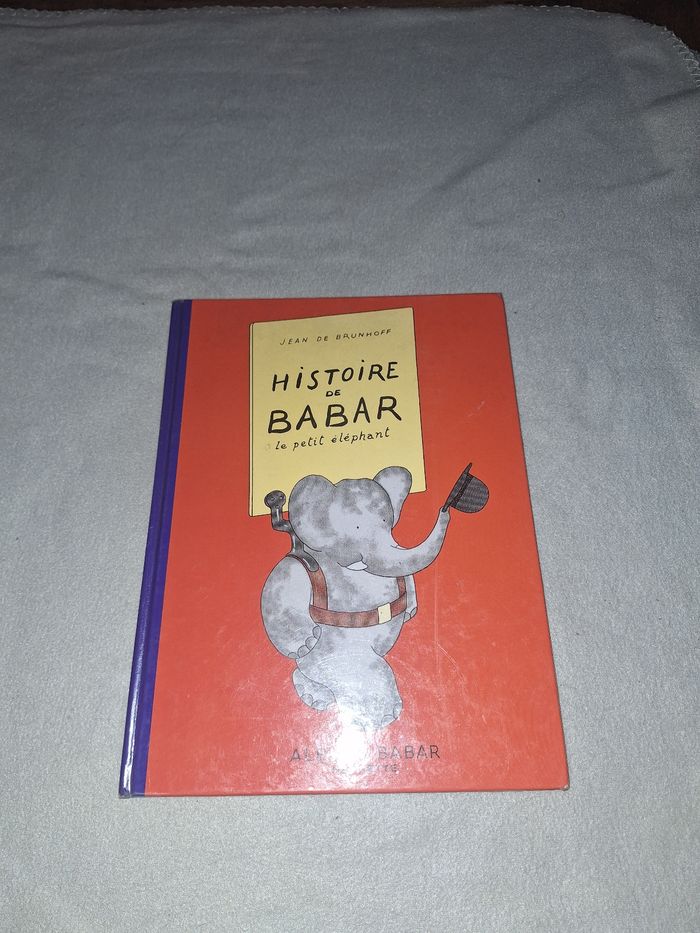 JEAN DE BRUNHOFF
HISTOIRE
DE
BABAR
le petit éléphant
BABAR